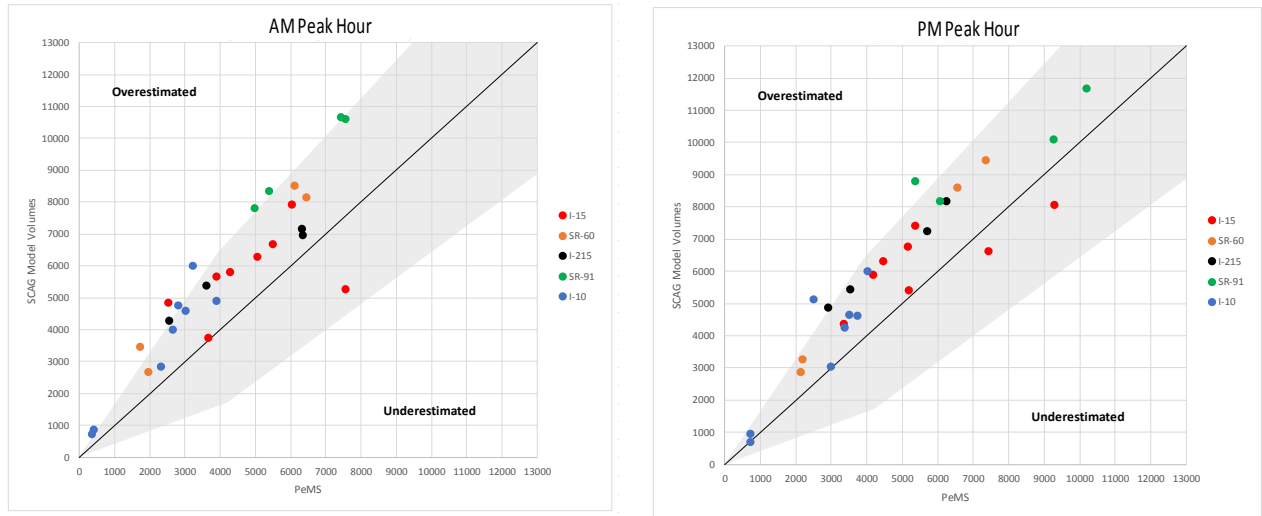 AM Peak Hour
13000
12000
11000
10000
9000
8000
7000
6000
5000
4000
3000
2000
1000
0
SCAG Model Volumes
Overestimated
Underestimated
0 1000 2000 3000 4000 5000 6000 7000 8000 9000 10000 11000 12000 13000
PeMS
I-15
SR-60
I-215
SR-91
I-10
PM Peak Hour
13000
12000
11000
10000
9000
8000
7000
6000
5000
4000
3000
2000
1000
0
SCAG Model Volumes
Overestimated
Underestimated
0 1000 2000 3000 4000 5000 6000 7000 8000 9000 10000 11000 12000 13000
PeMS
I-15
SR-60
I-215
SR-91
I-10